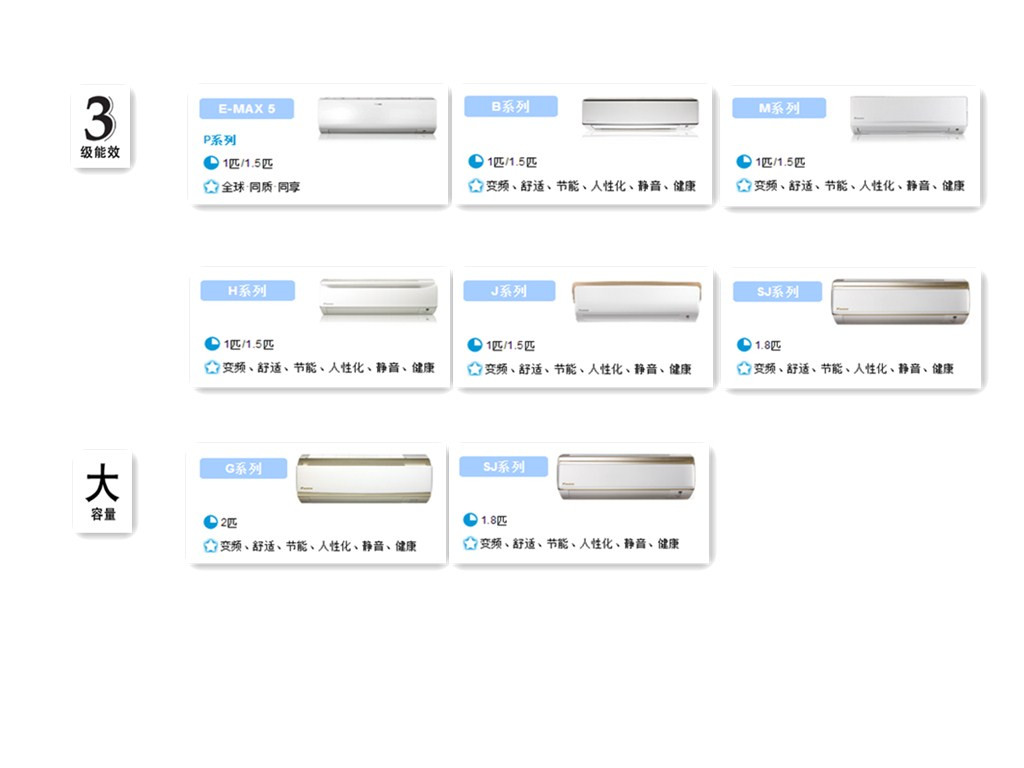 3
级能效
E-MAX 5
P系列
1匹/1.5匹
全球·同质·同享
B系列
1匹/1.5匹
变频、舒适、节能、人性化、静音、健康
M系列
1匹/1.5匹
变频、舒适、节能、人性化、静音、健康
H系列
1匹/1.5匹
变频、舒适、节能、人性化、静音、健康
J系列
1匹/1.5匹
变频、舒适、节能、人性化、静音、健康
SJ系列
1.8匹
变频、舒适、节能、人性化、静音、健康
大
容量
G系列
2匹
变频、舒适、节能、人性化、静音、健康
SJ系列
1.8匹
变频、舒适、节能、人性化、静音、健康